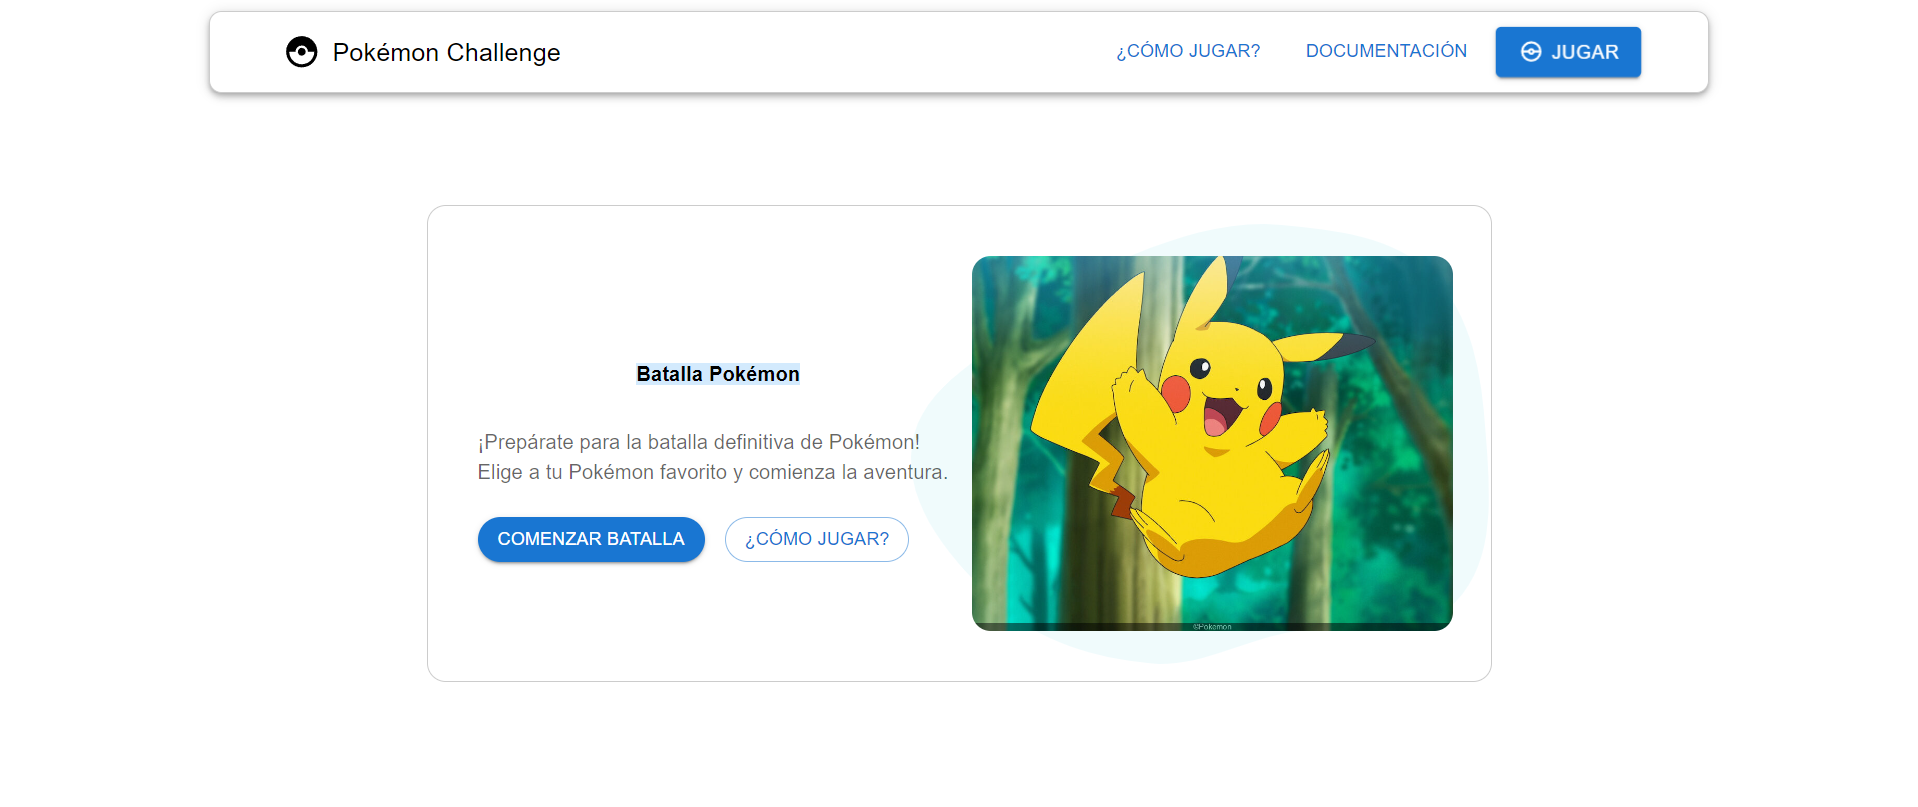 Pokémon Challenge
¿CÓMO JUGAR?
DOCUMENTACIÓN
JUGAR
Batalla Pokémon
¡Prepárate para la batalla definitiva de Pokémon!
Elige a tu Pokémon favorito y comienza la aventura.
COMENZAR BATALLA
¿CÓMO JUGAR?
©Pokemon